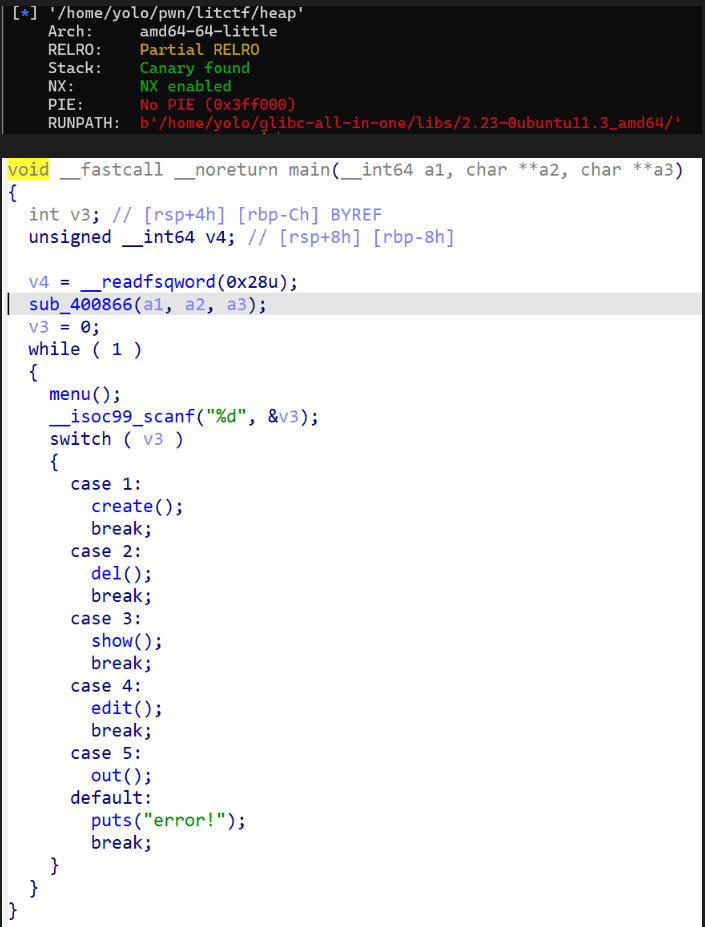 [*] '/home/yolo/pwn/litctf/heap'
Arch: amd64-64-little
RELRO: Partial RELRO
Stack: Canary found
NX: NX enabled
PIE: No PIE (0x3ff000)
RUNPATH: b'/home/yolo/glibc-all-in-one/libs/2.23-0ubuntu11.3_amd64/'
void __fastcall __noreturn main(__int64 a1, char **a2, char **a3)
{
int v3; // [rsp+4h] [rbp-Ch] BYREF
unsigned __int64 v4; // [rsp+8h] [rbp-8h]
v4 = __readfsqword(0x28u);
sub_400866(a1, a2, a3);
v3 = 0;
while ( 1 )
{
menu();
__isoc99_scanf("%d", &v3);
switch ( v3 )
{
case 1:
create();
break;
case 2:
del();
break;
case 3:
show();
break;
case 4:
edit();
break;
case 5:
out();
default:
puts("error!");
break;
}
}
}